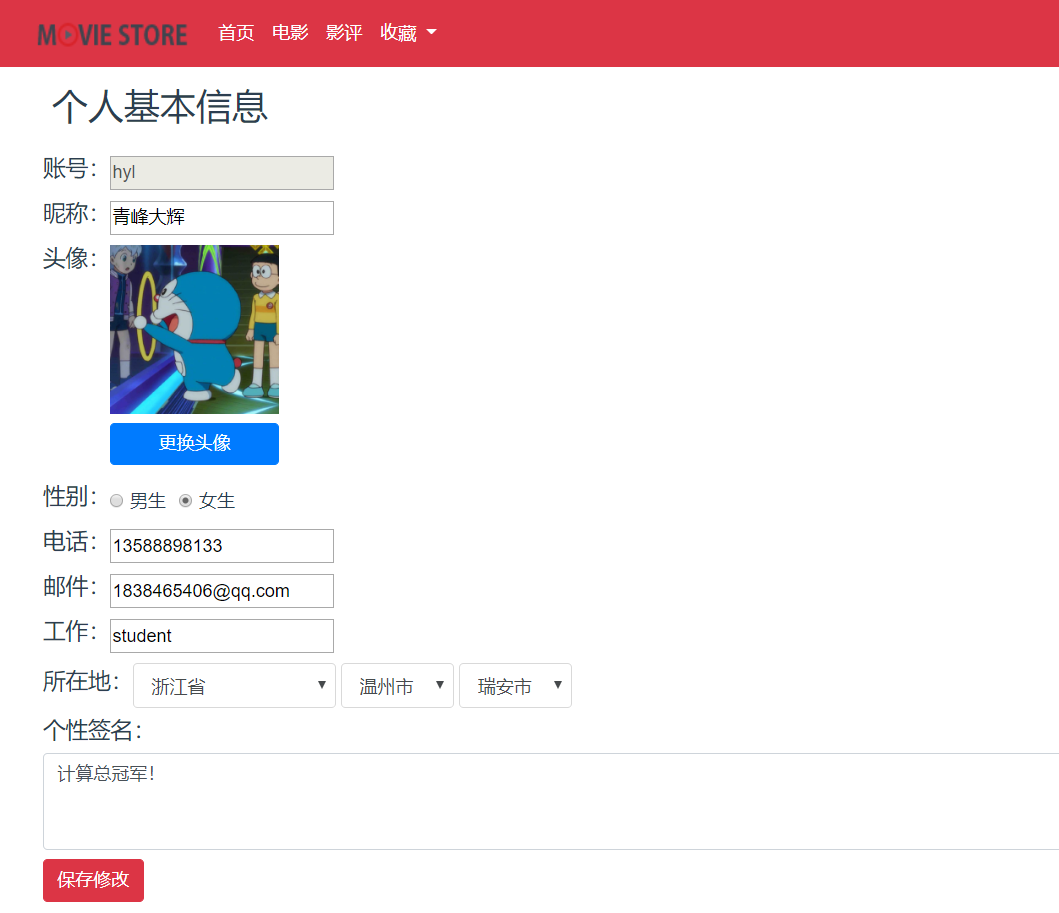 MOVIE STORE 首页 电影 影评 收藏
个人基本信息
账号： hyl
昵称： 青峰大辉
头像：
更换头像
性别： 男生 女生
电话： 13588898133
邮件： 1838465406@qq.com
工作： student
所在地： 浙江省 温州市 瑞安市
个性签名：
计算总冠军！
保存修改